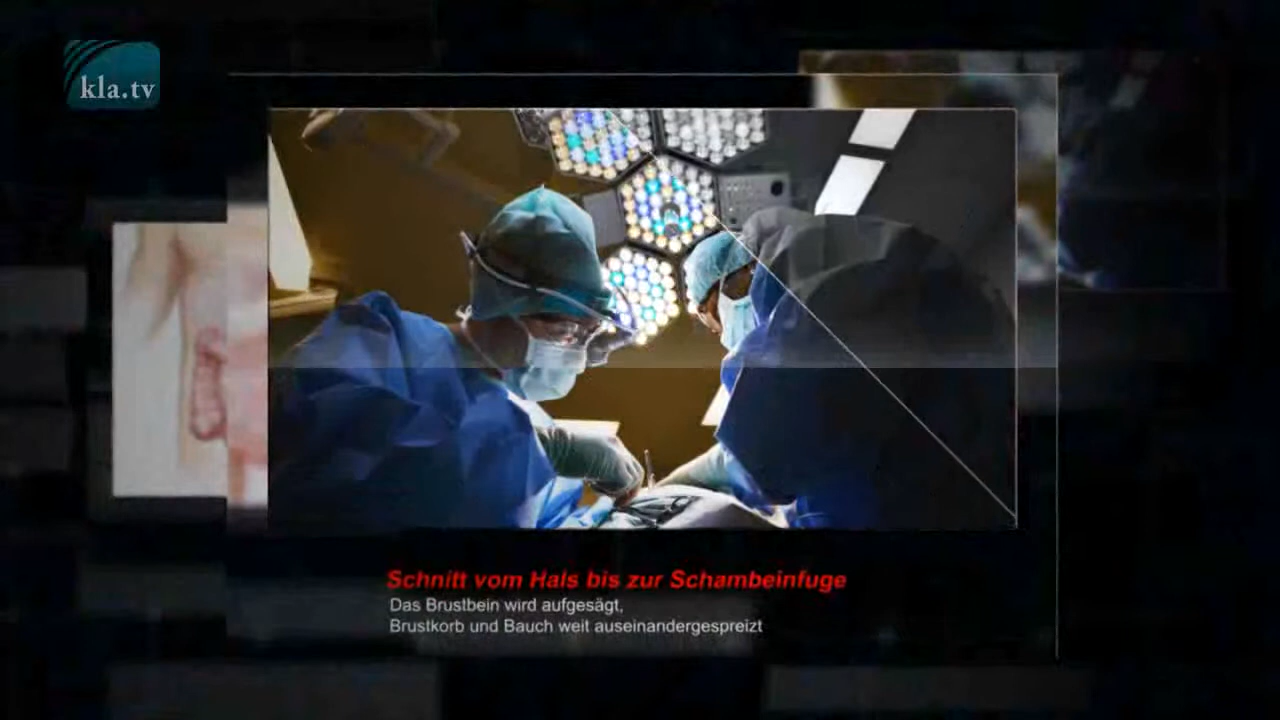 kla.tv
Schnitt vom Hals bis zur Schambeinfuge
Das Brustbein wird aufgesägt,
Brustkorb und Bauch weit auseinandergespreizt